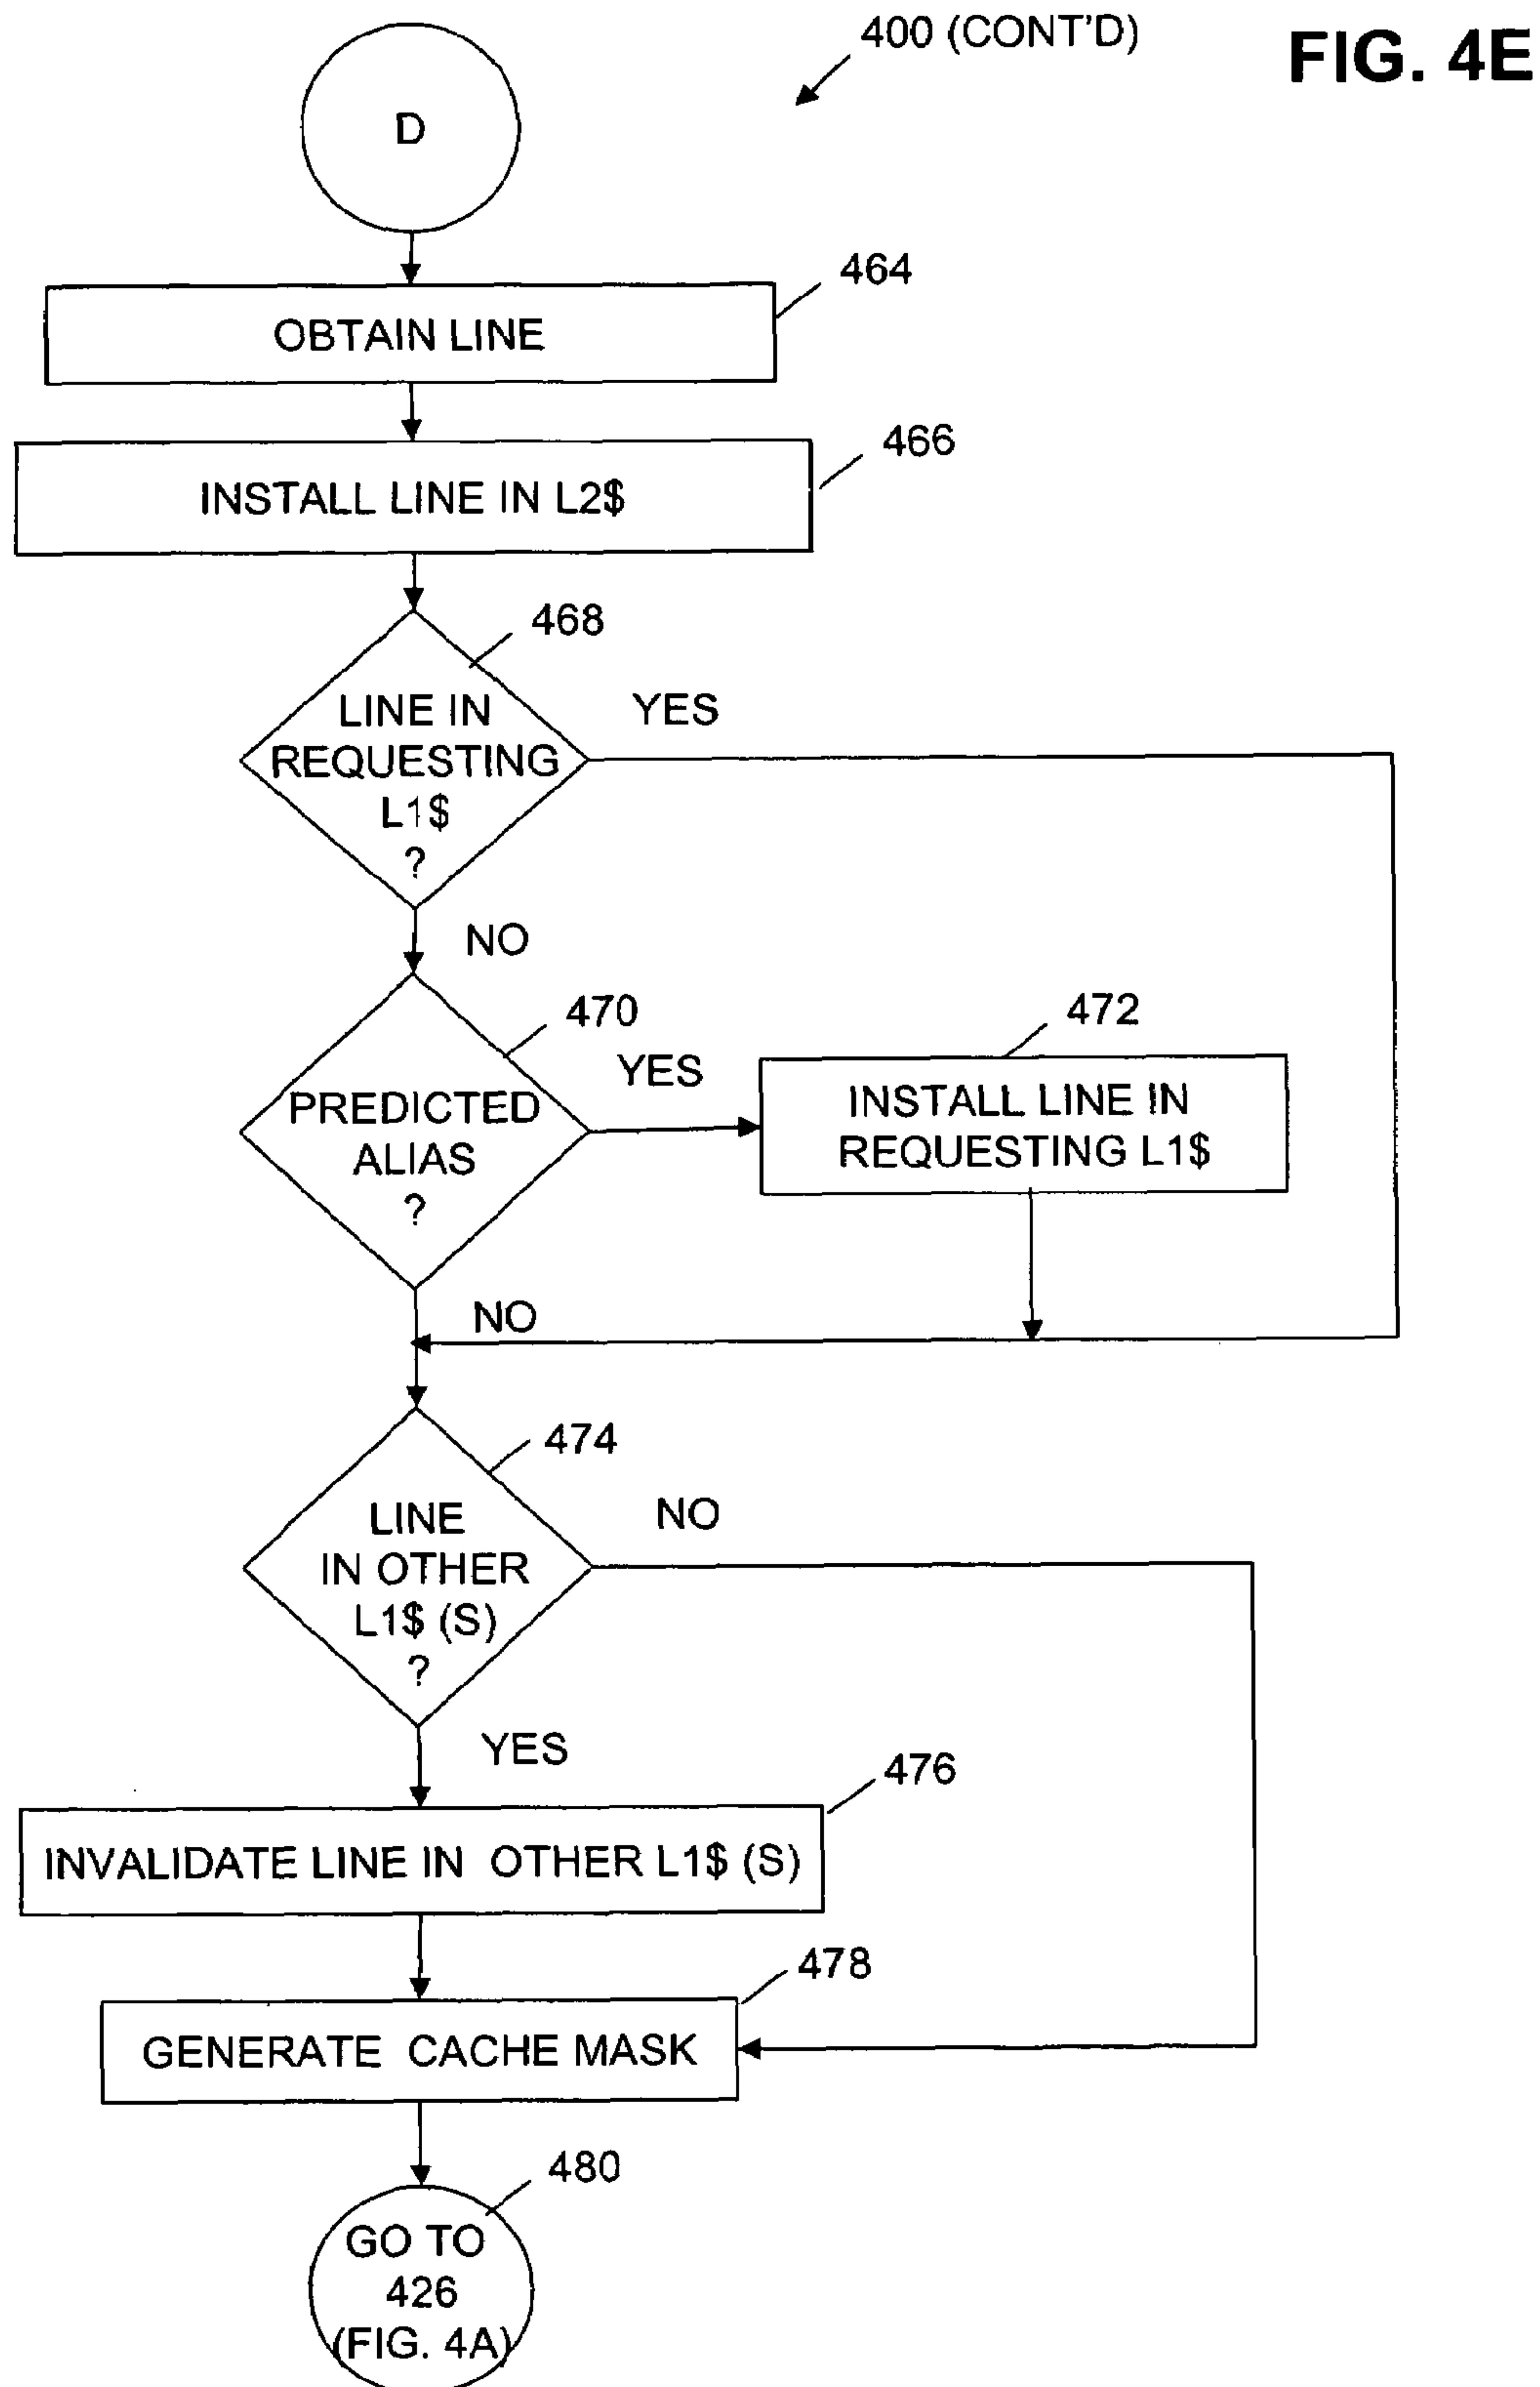 400 (CONT'D)
FIG. 4E
D
464
OBTAIN LINE
466
INSTALL LINE IN L2$
468
LINE IN
REQUESTING
L1$
?
YES
NO
470
PREDICTED
ALIAS
?
YES
472
INSTALL LINE IN
REQUESTING L1$
NO
474
LINE
IN OTHER
L1$ (S)
?
NO
YES
476
INVALIDATE LINE IN OTHER L1$ (S)
478
GENERATE CACHE MASK
480
GO TO
426
(FIG. 4A)